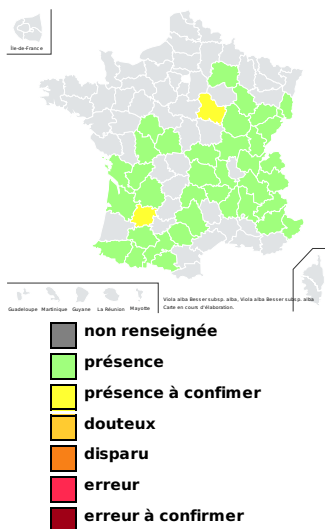 Île-de-France
Viola alba Besser subsp. alba, Viola alba Besser subsp. alba
Carte en cours d'élaboration.
Guadeloupe Martinique Guyane La Réunion Mayotte
non renseignée
présence
présence à confimer
douteux
disparu
erreur
erreur à confirmer